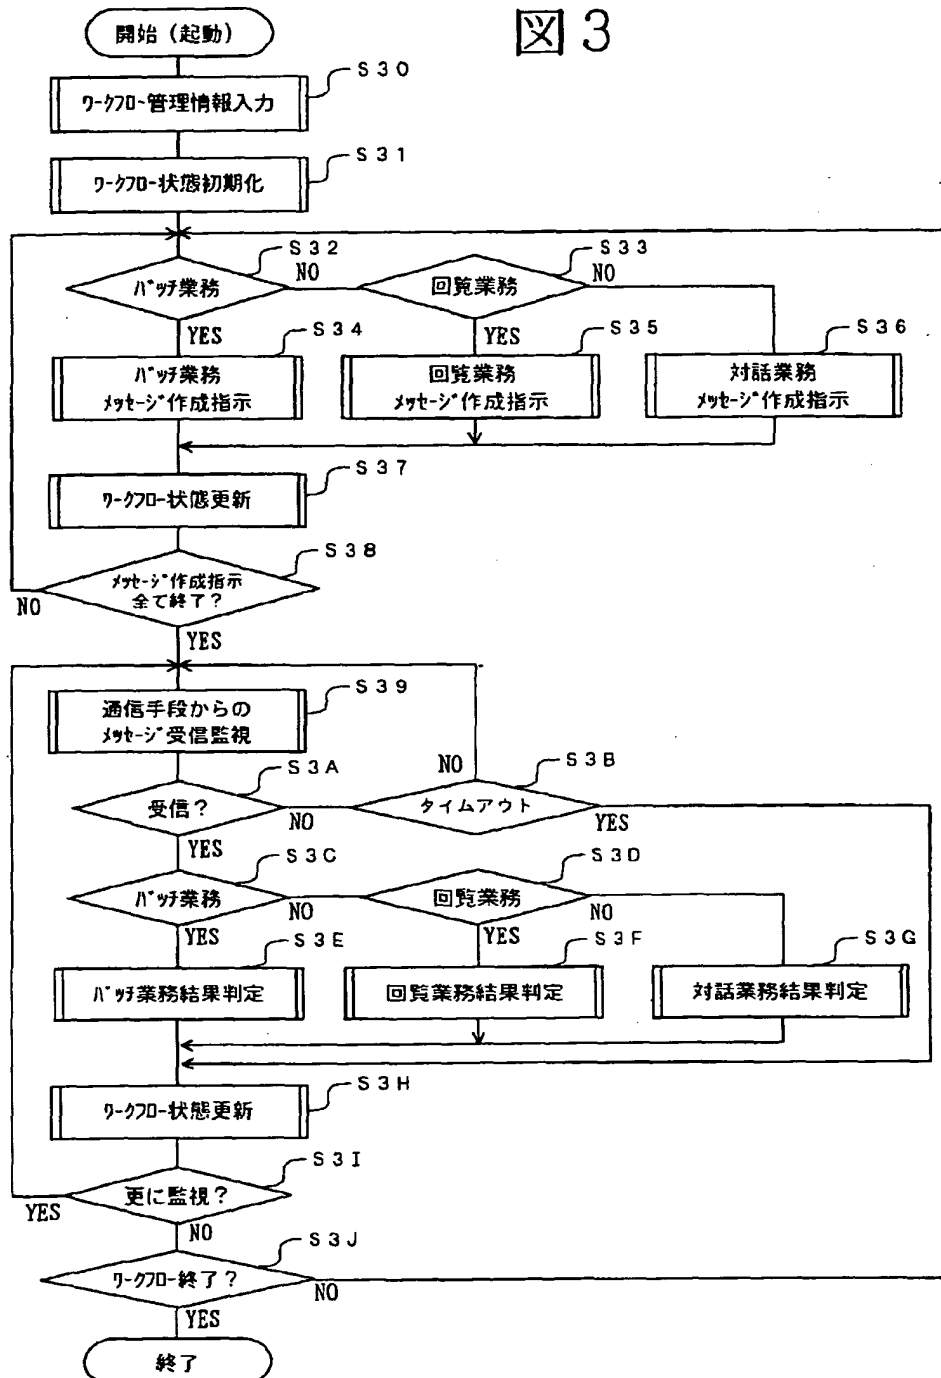 図3
開始（起動）
S30
ワークフロー管理情報入力
S31
ワークフロー状態初期化
S32
バッチ業務
NO
YES
S33
回覧業務
NO
YES
S34
バッチ業務
メッセージ作成指示
S35
回覧業務
メッセージ作成指示
S36
対話業務
メッセージ作成指示
S37
ワークフロー状態更新
S38
メッセージ作成指示
全て終了？
NO
YES
S39
通信手段からの
メッセージ受信監視
S3A
受信？
NO
YES
S3B
NO
タイムアウト
YES
S3C
バッチ業務
NO
YES
S3D
回覧業務
NO
YES
S3E
バッチ業務結果判定
S3F
回覧業務結果判定
S3G
対話業務結果判定
S3H
ワークフロー状態更新
S3I
更に監視？
YES
NO
S3J
ワークフロー終了？
NO
YES
終了